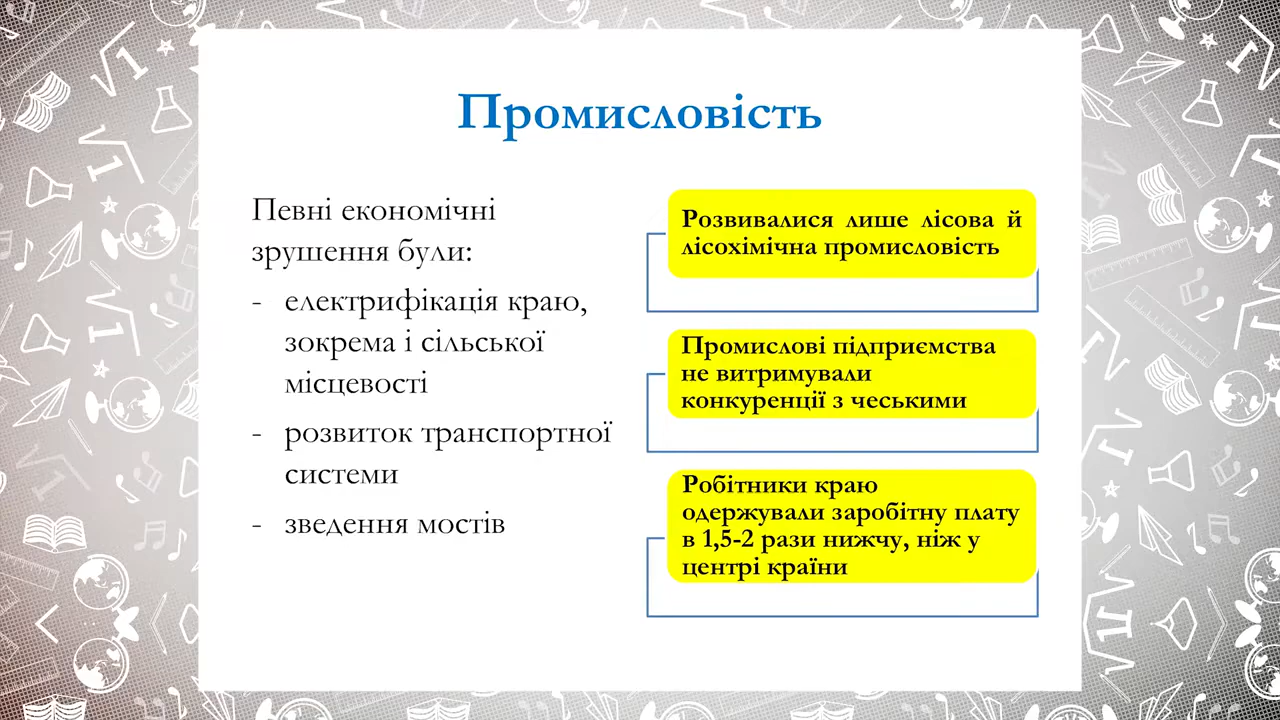 Промисловість
Певні економічні
зрушення були:
- електрифікація краю,
зокрема і сільської
місцевості
- розвиток транспортної
системи
- зведення мостів
Розвивалися лише лісова й
лісохімічна промисловість
Промислові підприємства
не витримували
конкуренції з чеськими
Робітники краю
одержували заробітну плату
в 1,5-2 рази нижчу, ніж у
центрі країни